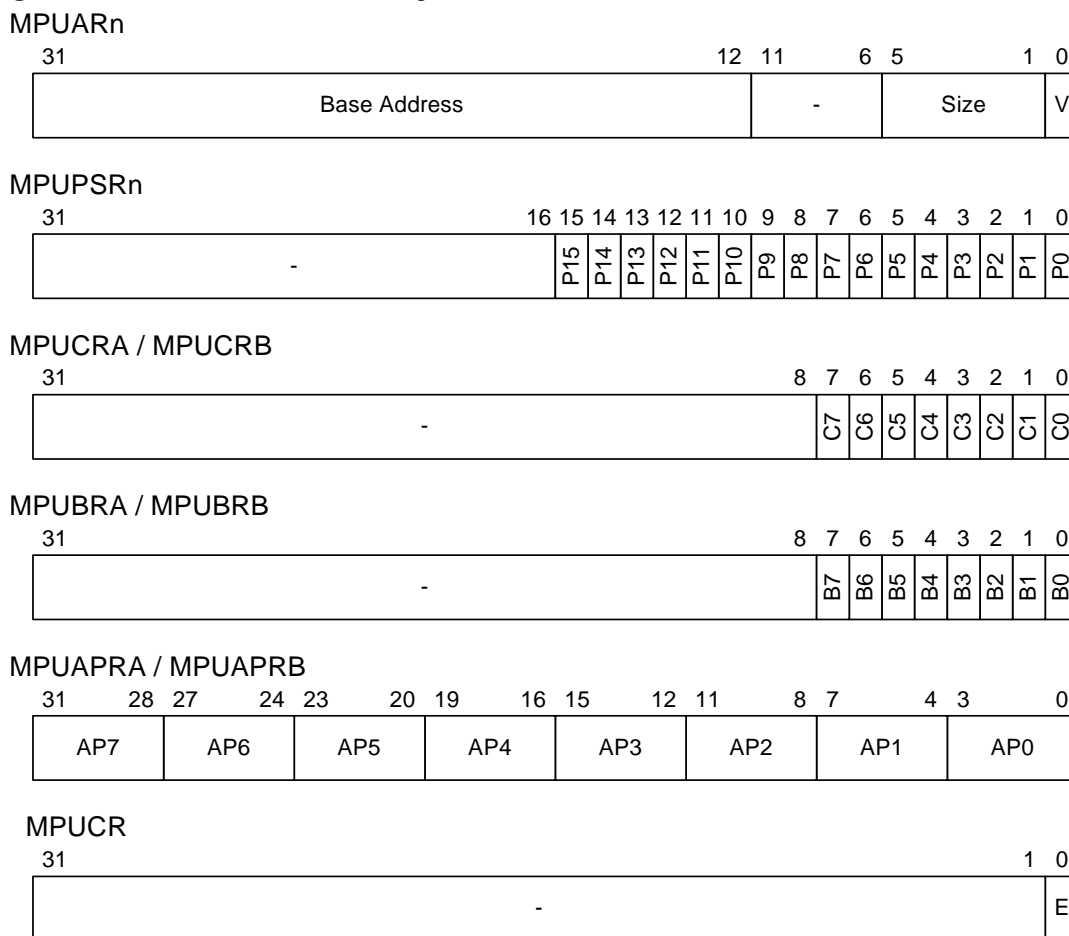 MPUARn
31 12 11 6 5 1 0
Base Address - Size V
MPUPSRn
31 16 15 14 13 12 11 10 9 8 7 6 5 4 3 2 1 0
- P15 P14 P13 P12 P11 P10 P9 P8 P7 P6 P5 P4 P3 P2 P1 P0
MPUCRA / MPUCRB
31 8 7 6 5 4 3 2 1 0
- C7 C6 C5 C4 C3 C2 C1 C0
MPUBRA / MPUBRB
31 8 7 6 5 4 3 2 1 0
- B7 B6 B5 B4 B3 B2 B1 B0
MPUAPRA / MPUAPRB
31 28 27 24 23 20 19 16 15 12 11 8 7 4 3 0
AP7 AP6 AP5 AP4 AP3 AP2 AP1 AP0
MPUCR
31 1 0
- E